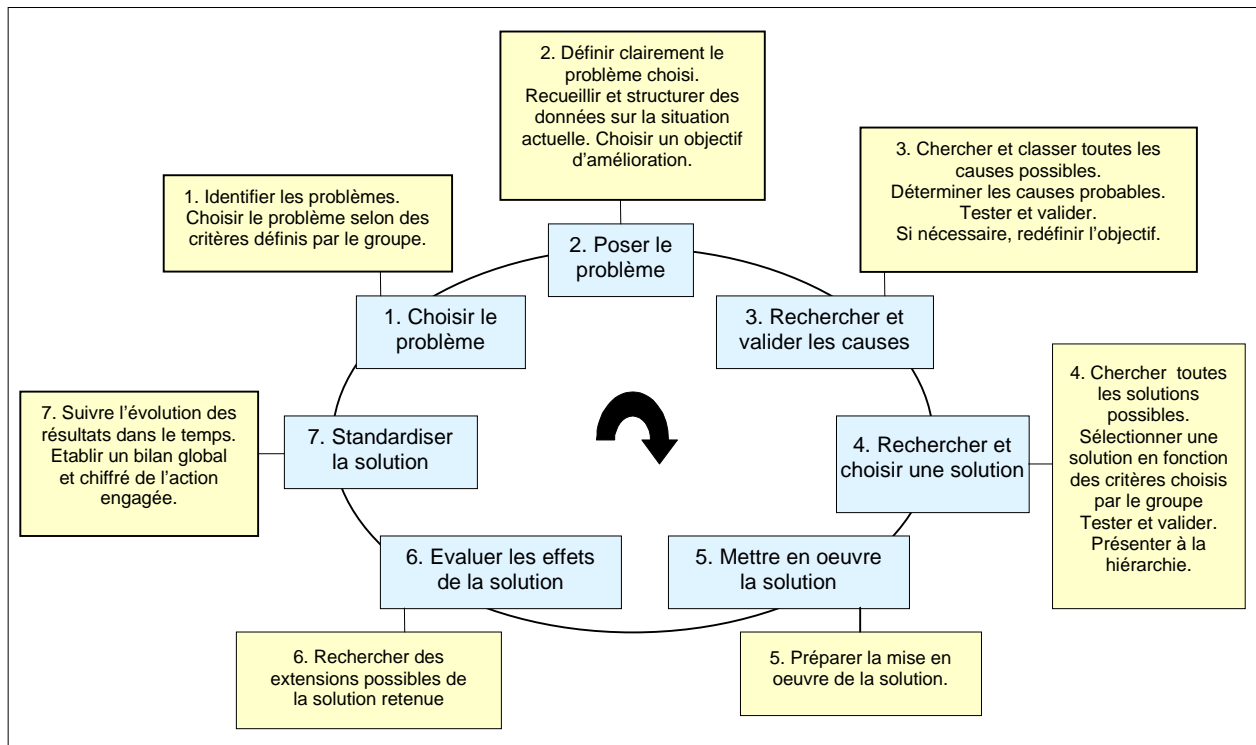 2. Définir clairement le
problème choisi.
Recueillir et structurer des
données sur la situation
actuelle. Choisir un objectif
d'amélioration.
3. Chercher et classer toutes les
causes possibles.
Déterminer les causes probables.
Tester et valider.
Si nécessaire, redéfinir l'objectif.
1. Identifier les problèmes.
Choisir le problème selon des
critères définis par le groupe.
2. Poser le
problème
1. Choisir le
problème
3. Rechercher et
valider les causes
4. Chercher toutes
les solutions
possibles.
Sélectionner une
solution en fonction
des critères choisis
par le groupe
Tester et valider.
Présenter à la
hiérarchie.
7. Suivre l'évolution des
résultats dans le temps.
Etablir un bilan global
et chiffré de l'action
engagée.
7. Standardiser
la solution
4. Rechercher et
choisir une solution
6. Evaluer les effets
de la solution
5. Mettre en oeuvre
la solution
6. Rechercher des
extensions possibles de
la solution retenue
5. Préparer la mise en
oeuvre de la solution.